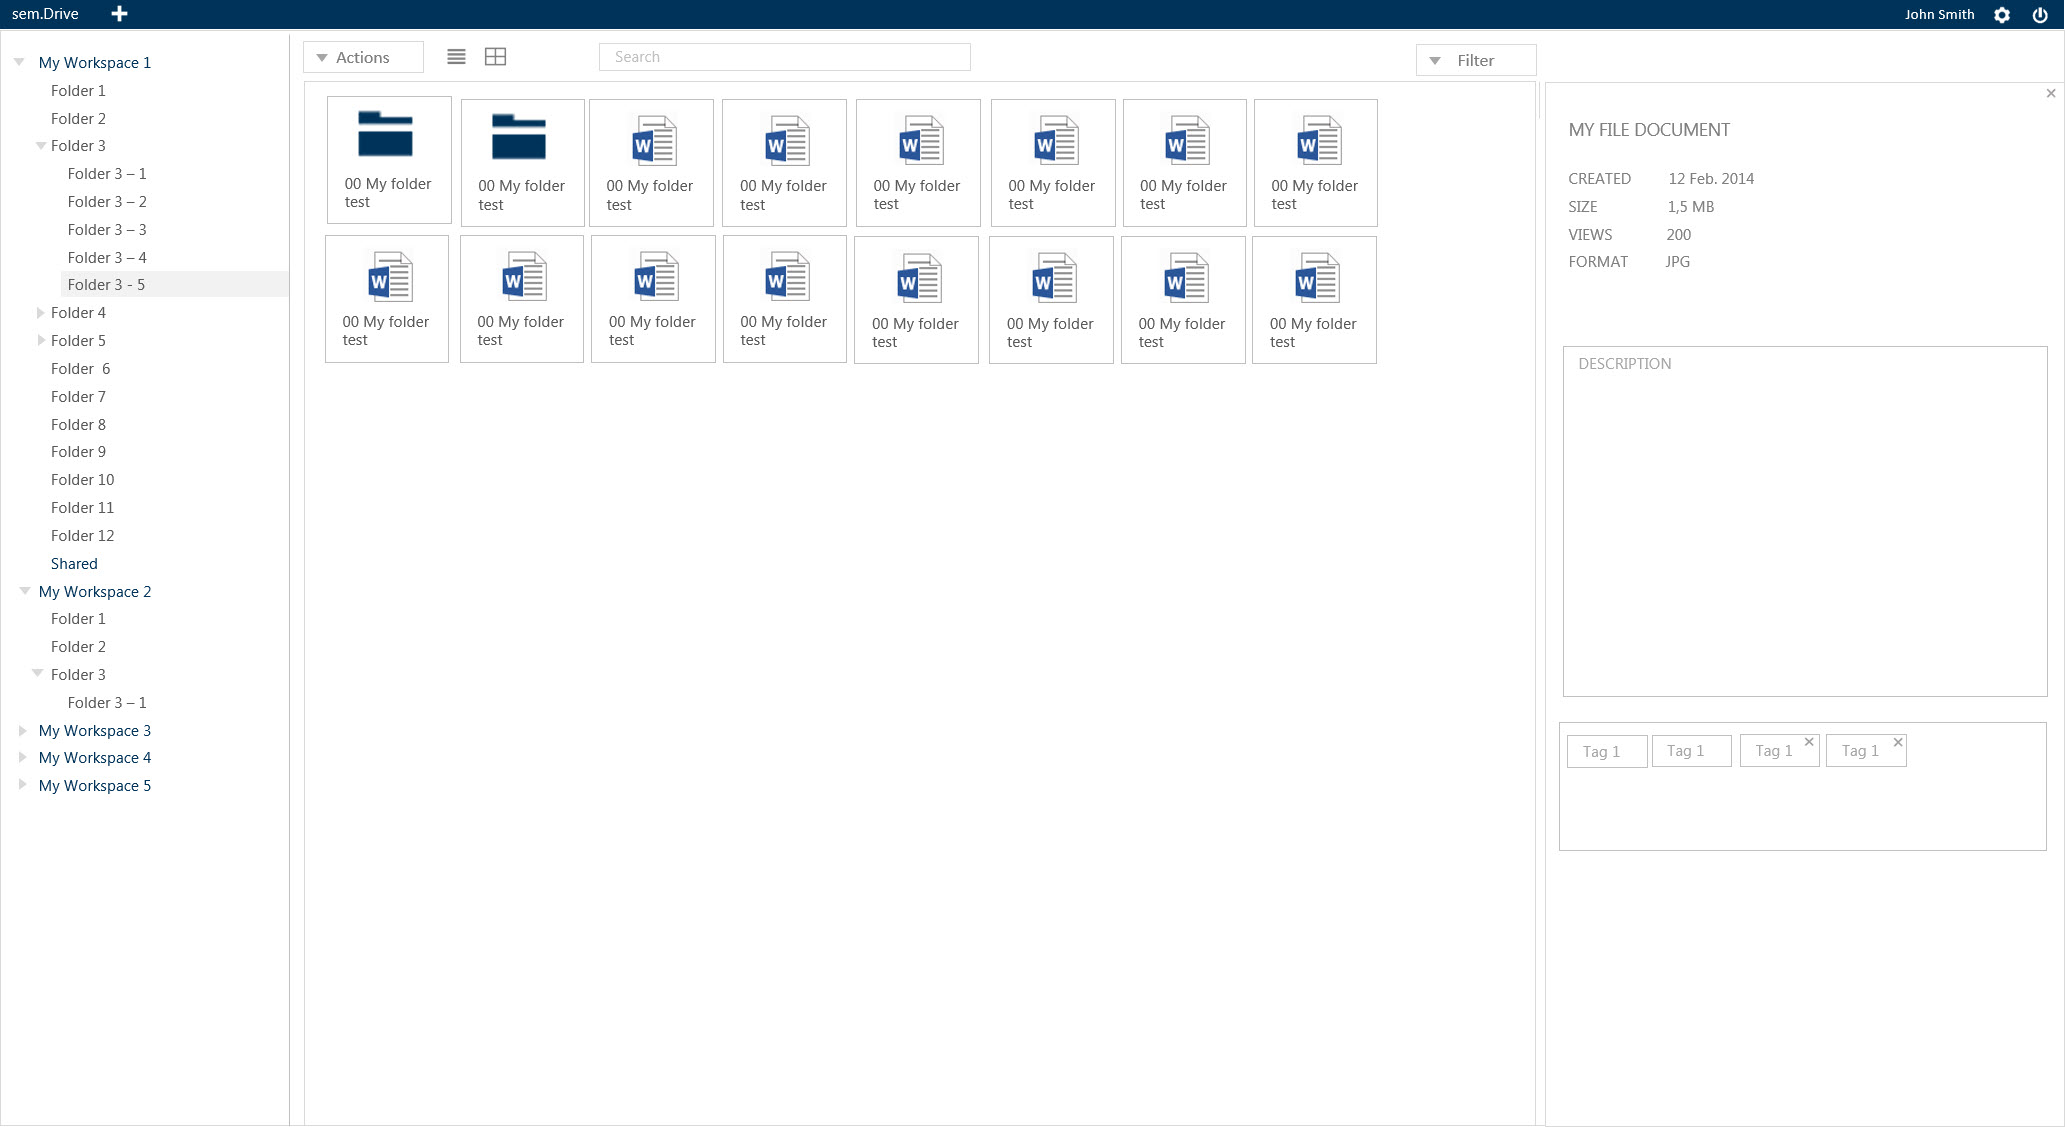 sem.Drive
John Smith
My Workspace 1
Folder 1
Folder 2
Folder 3
Folder 3 – 1
Folder 3 – 2
Folder 3 – 3
Folder 3 – 4
Folder 3 - 5
Folder 4
Folder 5
Folder  6
Folder 7
Folder 8
Folder 9
Folder 10
Folder 11
Folder 12
Shared
My Workspace 2
Folder 1
Folder 2
Folder 3
Folder 3 – 1
My Workspace 3
My Workspace 4
My Workspace 5
Actions
Search
Filter
00 My folder
test
00 My folder
test
W
00 My folder
test
W
00 My folder
test
W
00 My folder
test
W
00 My folder
test
W
00 My folder
test
W
00 My folder
test
W
00 My folder
test
W
00 My folder
test
W
00 My folder
test
W
00 My folder
test
W
00 My folder
test
W
00 My folder
test
W
00 My folder
test
W
00 My folder
test
MY FILE DOCUMENT
CREATED 12 Feb. 2014
SIZE 1,5 MB
VIEWS 200
FORMAT JPG
DESCRIPTION
Tag 1 Tag 1 Tag 1 Tag 1